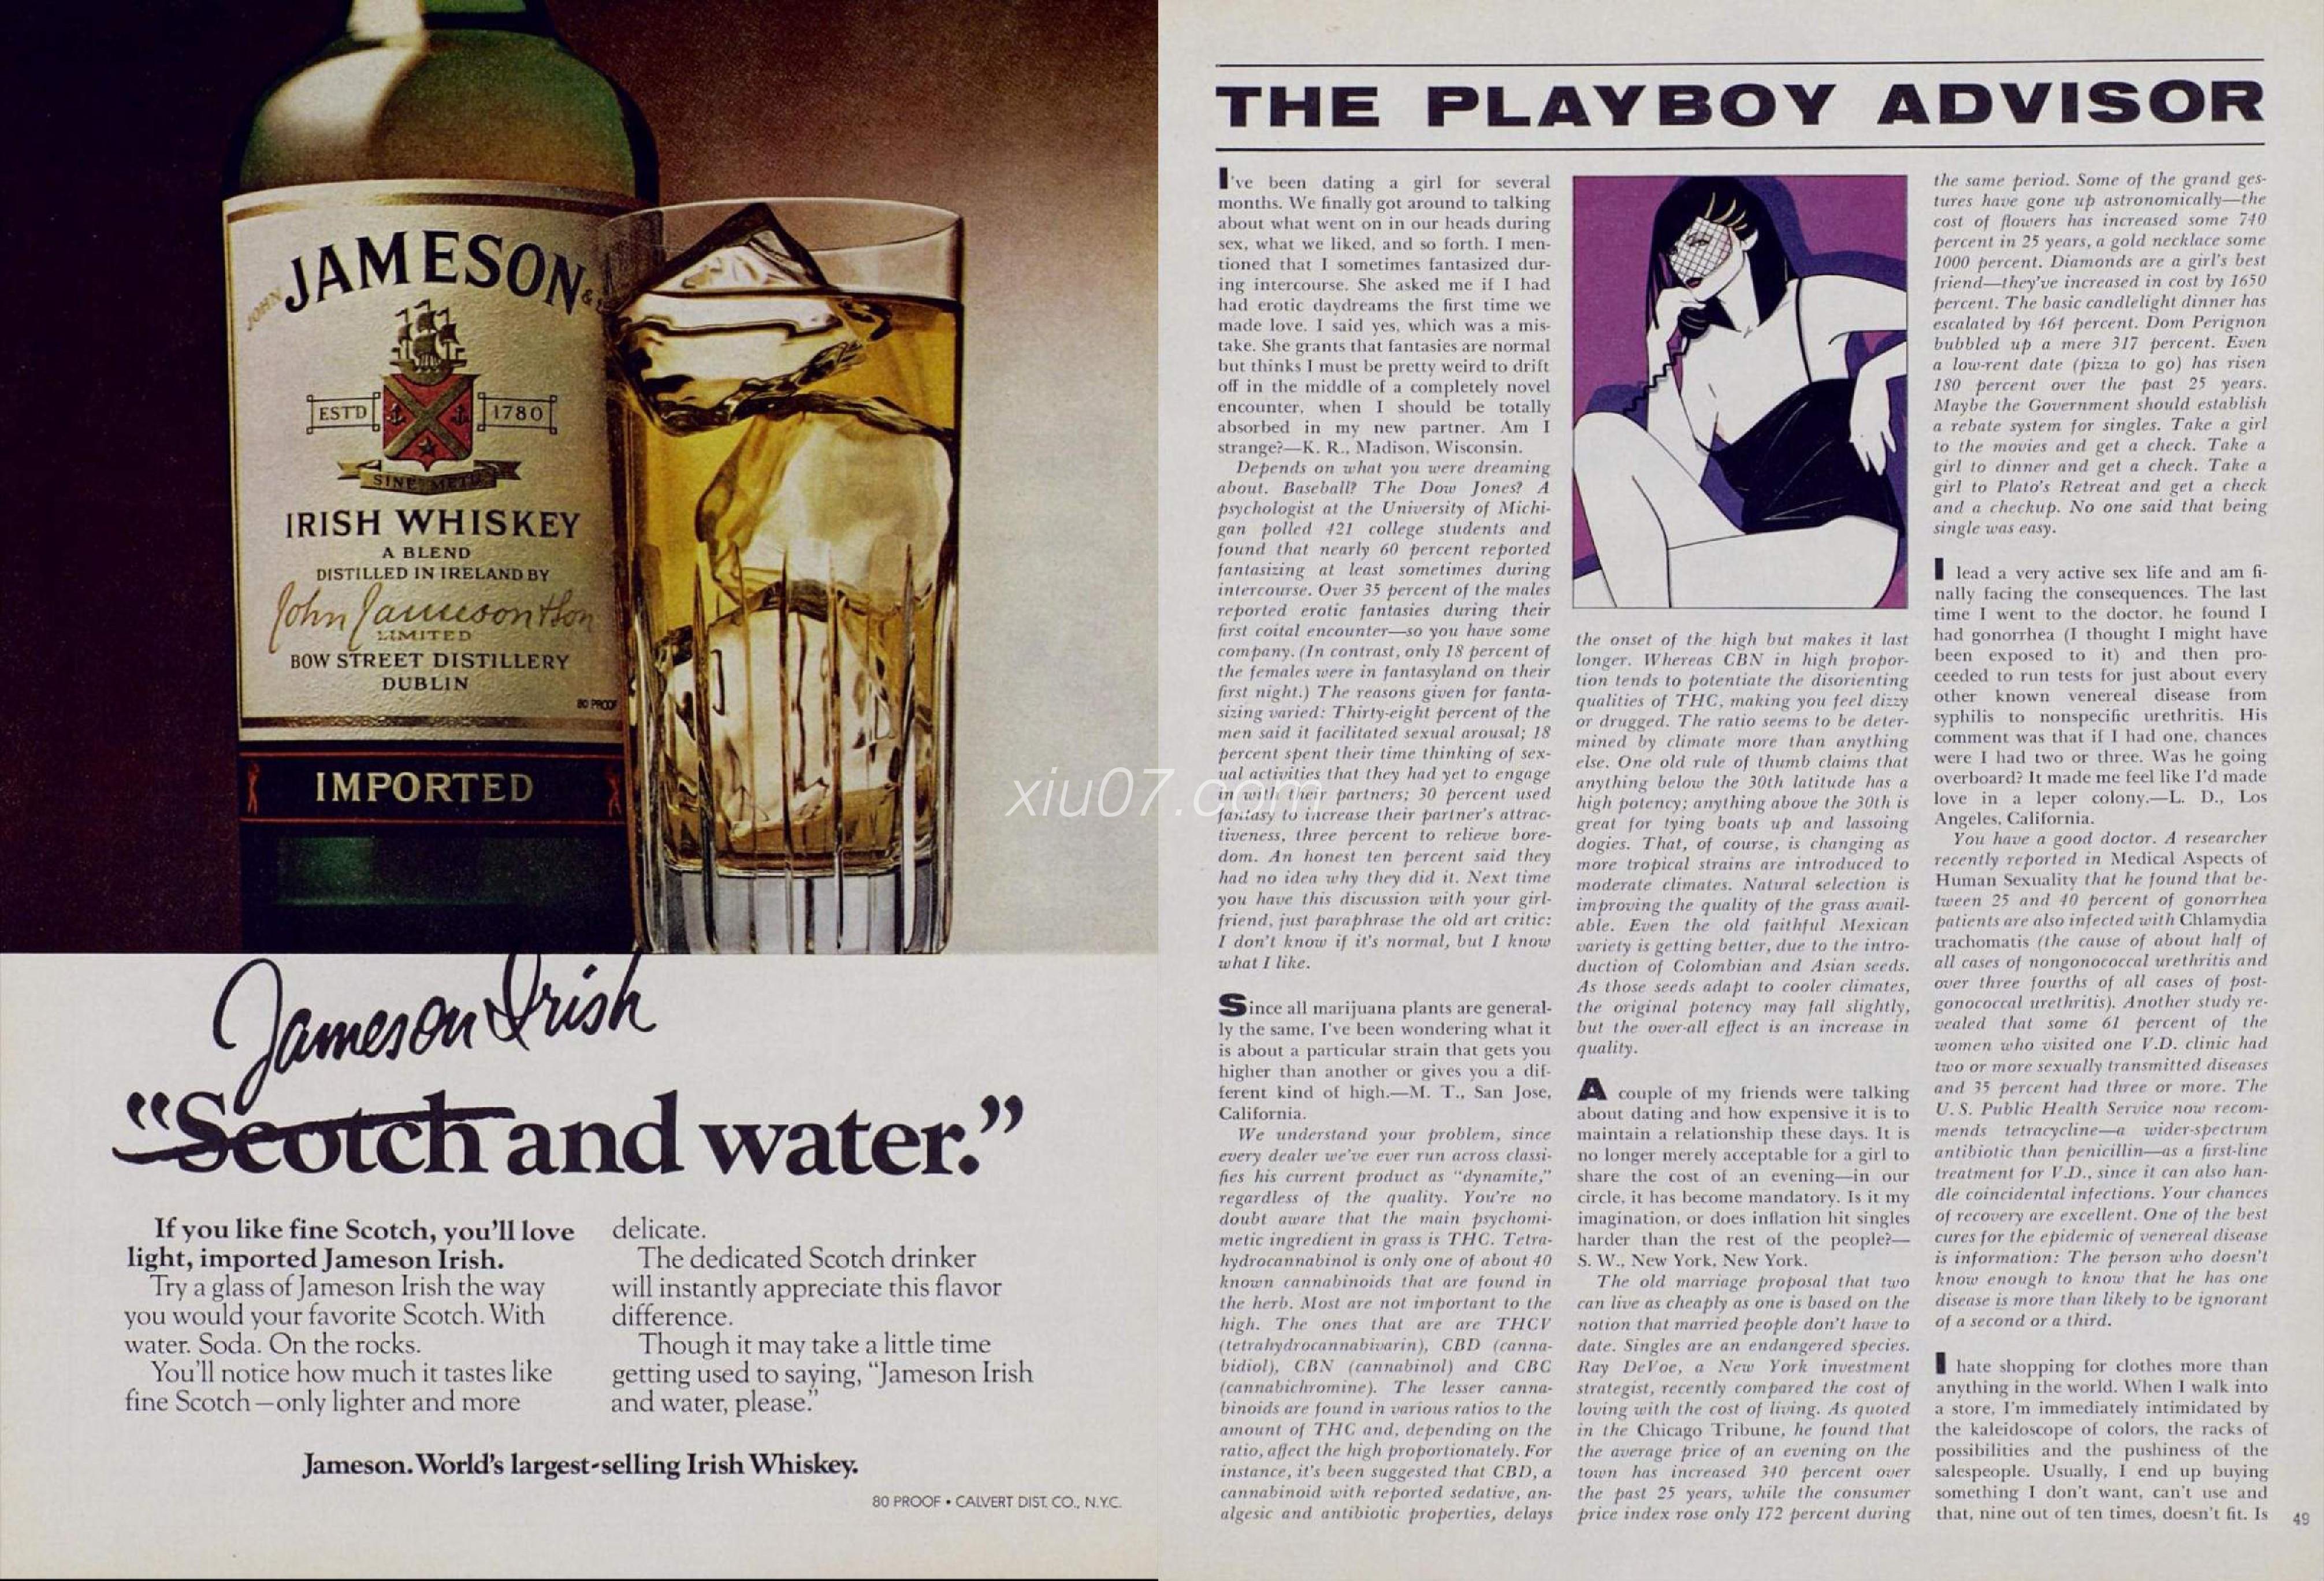 JOHN JAMESON &
ESTD 1780
SINE METU
IRISH WHISKEY
A BLEND
DISTILLED IN IRELAND BY
John Jameson & Son
LIMITED
BOW STREET DISTILLERY
DUBLIN
80 PROOF
IMPORTED
Jameson Irish
"Scotch and water."
If you like fine Scotch, you'll love
light, imported Jameson Irish.
Try a glass of Jameson Irish the way
you would your favorite Scotch. With
water. Soda. On the rocks.
You'll notice how much it tastes like
fine Scotch—only lighter and more
delicate.
The dedicated Scotch drinker
will instantly appreciate this flavor
difference.
Though it may take a little time
getting used to saying, "Jameson Irish
and water, please."
Jameson. World's largest-selling Irish Whiskey.
80 PROOF • CALVERT DIST. CO., N.Y.C.
xiu07.com
THE PLAYBOY ADVISOR
I've been dating a girl for several
months. We finally got around to talking
about what went on in our heads during
sex, what we liked, and so forth. I men-
tioned that I sometimes fantasized dur-
ing intercourse. She asked me if I had
had erotic daydreams the first time we
made love. I said yes, which was a mis-
take. She grants that fantasies are normal
but thinks I must be pretty weird to drift
off in the middle of a completely novel
encounter, when I should be totally
absorbed in my new partner. Am I
strange?—K. R., Madison, Wisconsin.
Depends on what you were dreaming
about. Baseball? The Dow Jones? A
psychologist at the University of Michi-
gan polled 421 college students and
found that nearly 60 percent reported
fantasizing at least sometimes during
intercourse. Over 35 percent of the males
reported erotic fantasies during their
first coital encounter—so you have some
company. (In contrast, only 18 percent of
the females were in fantasyland on their
first night.) The reasons given for fanta-
sizing varied: Thirty-eight percent of the
men said it facilitated sexual arousal; 18
percent spent their time thinking of sex-
ual activities that they had yet to engage
in with their partners; 30 percent used
fantasy to increase their partner's attrac-
tiveness, three percent to relieve bore-
dom. An honest ten percent said they
had no idea why they did it. Next time
you have this discussion with your girl-
friend, just paraphrase the old art critic:
I don't know if it's normal, but I know
what I like.
Since all marijuana plants are general-
ly the same, I've been wondering what it
is about a particular strain that gets you
higher than another or gives you a dif-
ferent kind of high.—M. T., San Jose,
California.
We understand your problem, since
every dealer we've ever run across classi-
fies his current product as "dynamite,"
regardless of the quality. You're no
doubt aware that the main psychomi-
metic ingredient in grass is THC. Tetra-
hydrocannabinol is only one of about 40
known cannabinoids that are found in
the herb. Most are not important to the
high. The ones that are are THCV
(tetrahydrocannabivarin), CBD (canna-
bidiol), CBN (cannabinol) and CBC
(cannabichromine). The lesser canna-
binoids are found in various ratios to the
amount of THC and, depending on the
ratio, affect the high proportionately. For
instance, it's been suggested that CBD, a
cannabinoid with reported sedative, an-
algesic and antibiotic properties, delays
the onset of the high but makes it last
longer. Whereas CBN in high propor-
tion tends to potentiate the disorienting
qualities of THC, making you feel dizzy
or drugged. The ratio seems to be deter-
mined by climate more than anything
else. One old rule of thumb claims that
anything below the 30th latitude has a
high potency; anything above the 30th is
great for tying boats up and lassoing
dogies. That, of course, is changing as
more tropical strains are introduced to
moderate climates. Natural selection is
improving the quality of the grass avail-
able. Even the old faithful Mexican
variety is getting better, due to the intro-
duction of Colombian and Asian seeds.
As those seeds adapt to cooler climates,
the original potency may fall slightly,
but the over-all effect is an increase in
quality.
A couple of my friends were talking
about dating and how expensive it is to
maintain a relationship these days. It is
no longer merely acceptable for a girl to
share the cost of an evening—in our
circle, it has become mandatory. Is it my
imagination, or does inflation hit singles
harder than the rest of the people?—
S. W., New York, New York.
The old marriage proposal that two
can live as cheaply as one is based on the
notion that married people don't have to
date. Singles are an endangered species.
Ray DeVoe, a New York investment
strategist, recently compared the cost of
loving with the cost of living. As quoted
in the Chicago Tribune, he found that
the average price of an evening on the
town has increased 340 percent over
the past 25 years, while the consumer
price index rose only 172 percent during
the same period. Some of the grand ges-
tures have gone up astronomically—the
cost of flowers has increased some 740
percent in 25 years, a gold necklace some
1000 percent. Diamonds are a girl's best
friend—they've increased in cost by 1650
percent. The basic candlelight dinner has
escalated by 464 percent. Dom Perignon
bubbled up a mere 317 percent. Even
a low-rent date (pizza to go) has risen
180 percent over the past 25 years.
Maybe the Government should establish
a rebate system for singles. Take a girl
to the movies and get a check. Take a
girl to dinner and get a check. Take a
girl to Plato's Retreat and get a check
and a checkup. No one said that being
single was easy.
I lead a very active sex life and am fi-
nally facing the consequences. The last
time I went to the doctor, he found I
had gonorrhea (I thought I might have
been exposed to it) and then pro-
ceeded to run tests for just about every
other known venereal disease from
syphilis to nonspecific urethritis. His
comment was that if I had one, chances
were I had two or three. Was he going
overboard? It made me feel like I'd made
love in a leper colony.—L. D., Los
Angeles, California.
You have a good doctor. A researcher
recently reported in Medical Aspects of
Human Sexuality that he found that be-
tween 25 and 40 percent of gonorrhea
patients are also infected with Chlamydia
trachomatis (the cause of about half of
all cases of nongonococcal urethritis and
over three fourths of all cases of post-
gonococcal urethritis). Another study re-
vealed that some 61 percent of the
women who visited one V.D. clinic had
two or more sexually transmitted diseases
and 35 percent had three or more. The
U. S. Public Health Service now recom-
mends tetracycline—a wider-spectrum
antibiotic than penicillin—as a first-line
treatment for V.D., since it can also han-
dle coincidental infections. Your chances
of recovery are excellent. One of the best
cures for the epidemic of venereal disease
is information: The person who doesn't
know enough to know that he has one
disease is more than likely to be ignorant
of a second or a third.
I hate shopping for clothes more than
anything in the world. When I walk into
a store, I'm immediately intimidated by
the kaleidoscope of colors, the racks of
possibilities and the pushiness of the
salespeople. Usually, I end up buying
something I don't want, can't use and
that, nine out of ten times, doesn't fit. Is
49